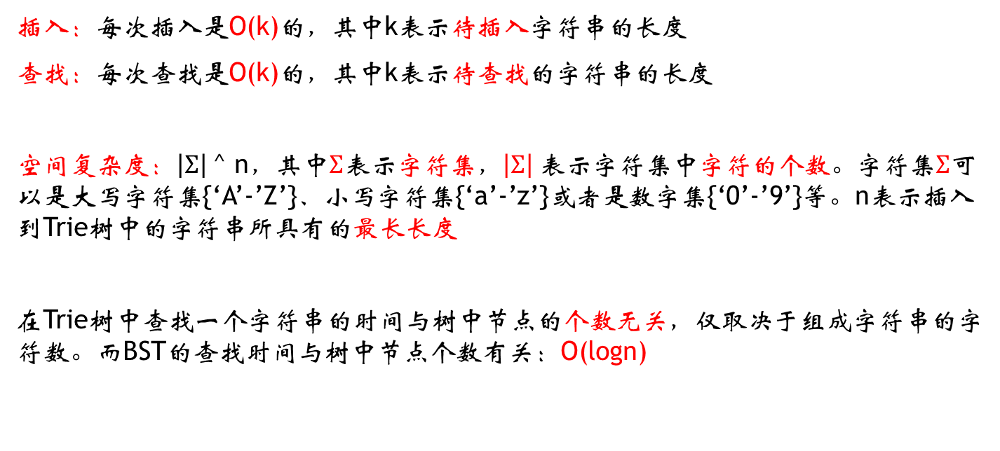 插入：每次插入是O(k)的，其中k表示待插入字符串的长度
查找：每次查找是O(k)的，其中k表示待查找的字符串的长度
空间复杂度：|Σ| ^ n，其中Σ表示字符集，|Σ| 表示字符集中字符的个数。字符集Σ可
以是大写字符集{‘A’-’Z’}、小写字符集{‘a’-’z’}或者是数字集{‘0’-’9’}等。n表示插入
到Trie树中的字符串所具有的最长长度
在Trie树中查找一个字符串的时间与树中节点的个数无关，仅取决于组成字符串的字
符数。而BST的查找时间与树中节点个数有关：O(logn)